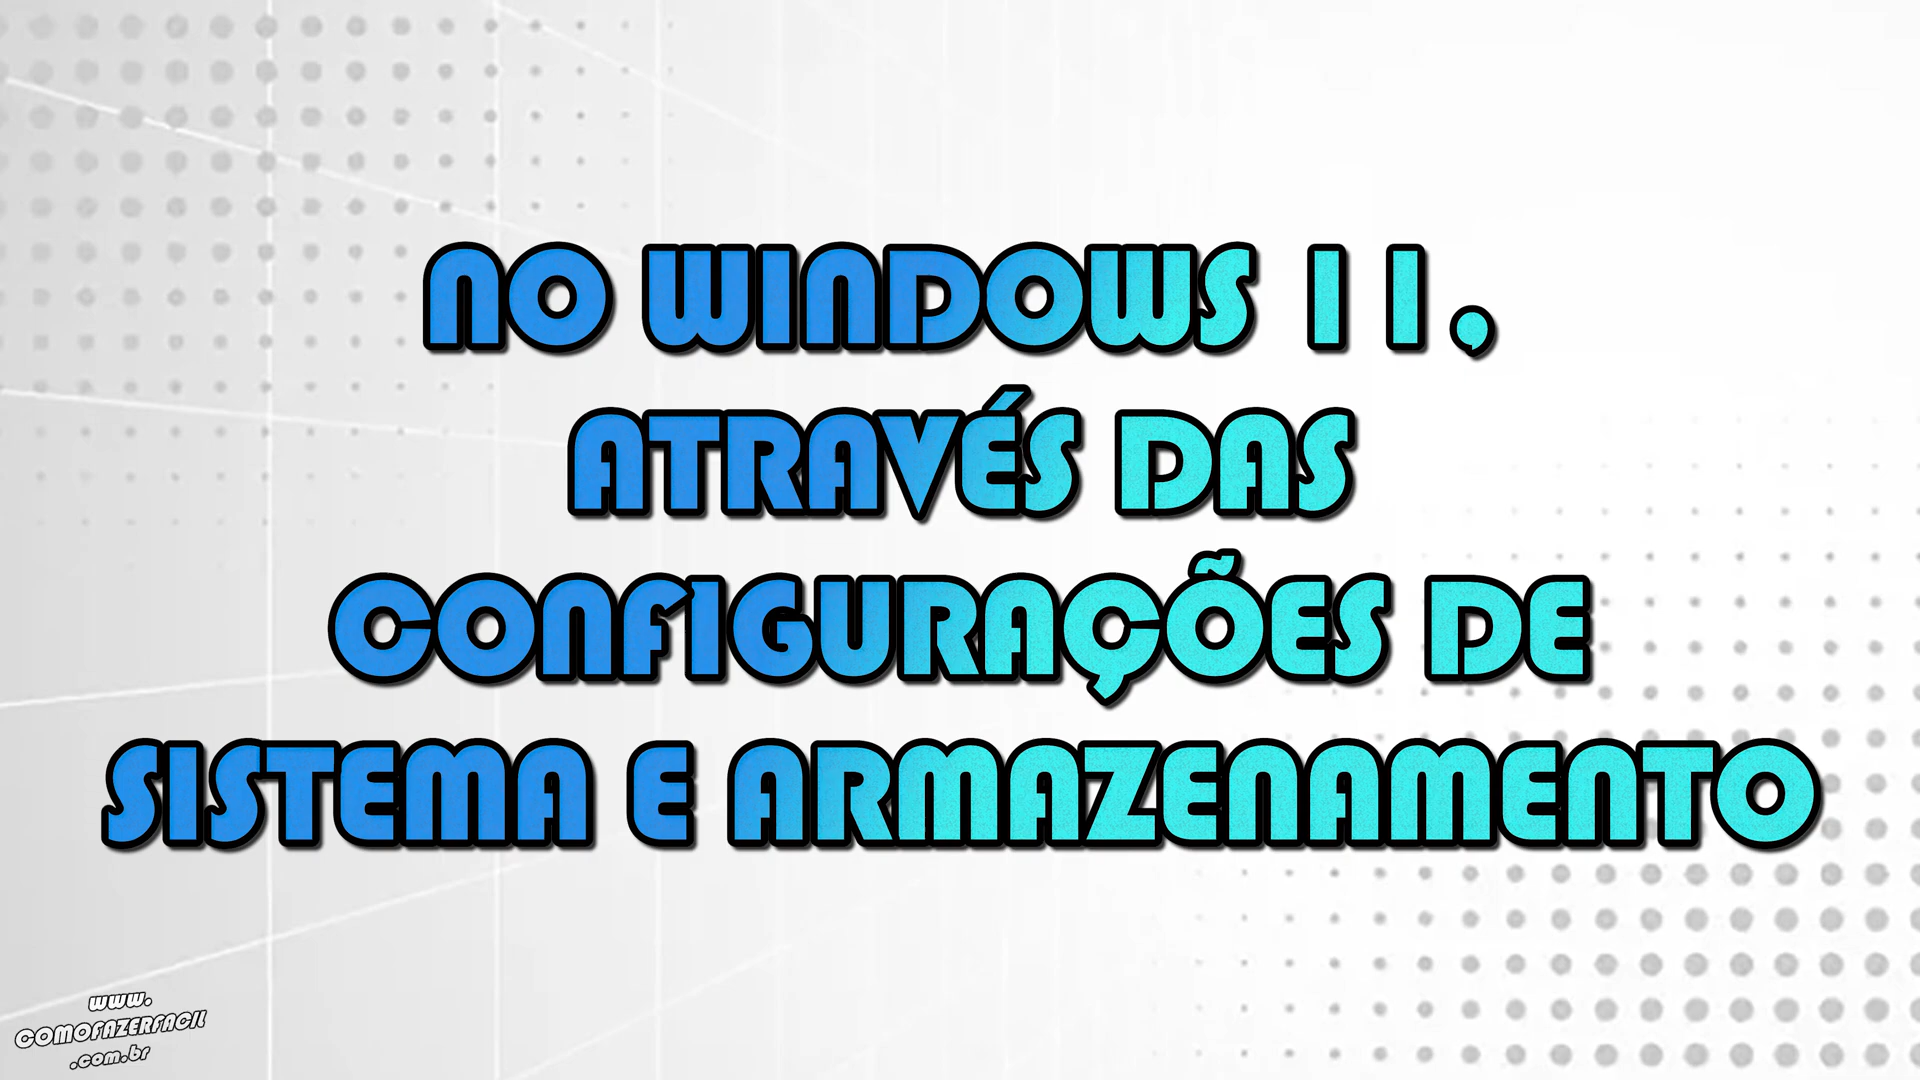 NO WINDOWS 11,
ATRAVÉS DAS
CONFIGURAÇÕES DE
SISTEMA E ARMAZENAMENTO
www.
COMOFAZERFACIL
.com.br